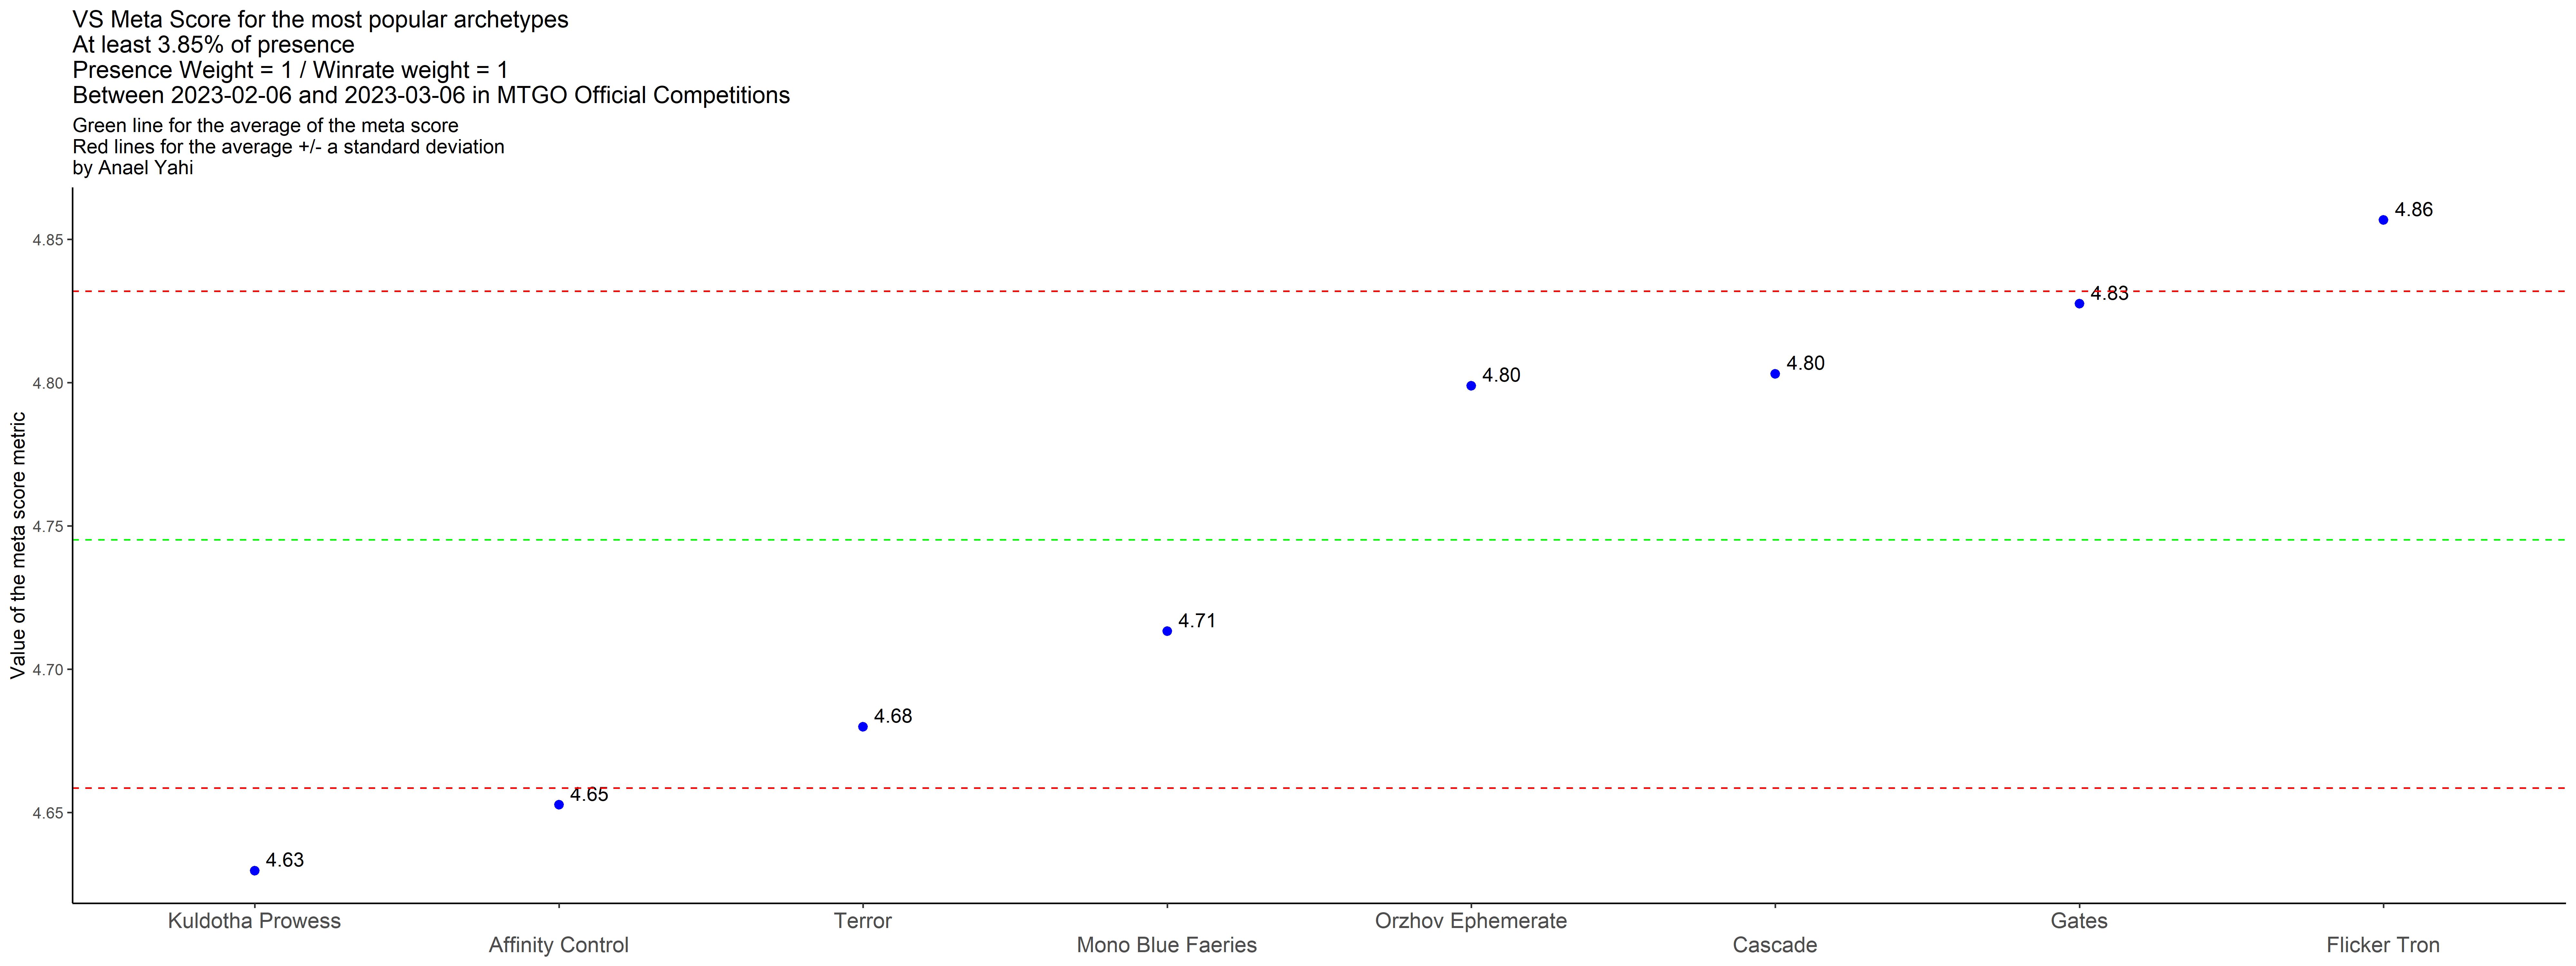 VS Meta Score for the most popular archetypes
At least 3.85% of presence
Presence Weight = 1 / Winrate weight = 1
Between 2023-02-06 and 2023-03-06 in MTGO Official Competitions
Green line for the average of the meta score
Red lines for the average +/- a standard deviation
by Anael Yahi
Value of the meta score metric
4.85
4.80
4.75
4.70
4.65
4.63
4.65
4.68
4.71
4.80
4.80
4.83
4.86
Kuldotha Prowess
Affinity Control
Terror
Mono Blue Faeries
Orzhov Ephemerate
Cascade
Gates
Flicker Tron